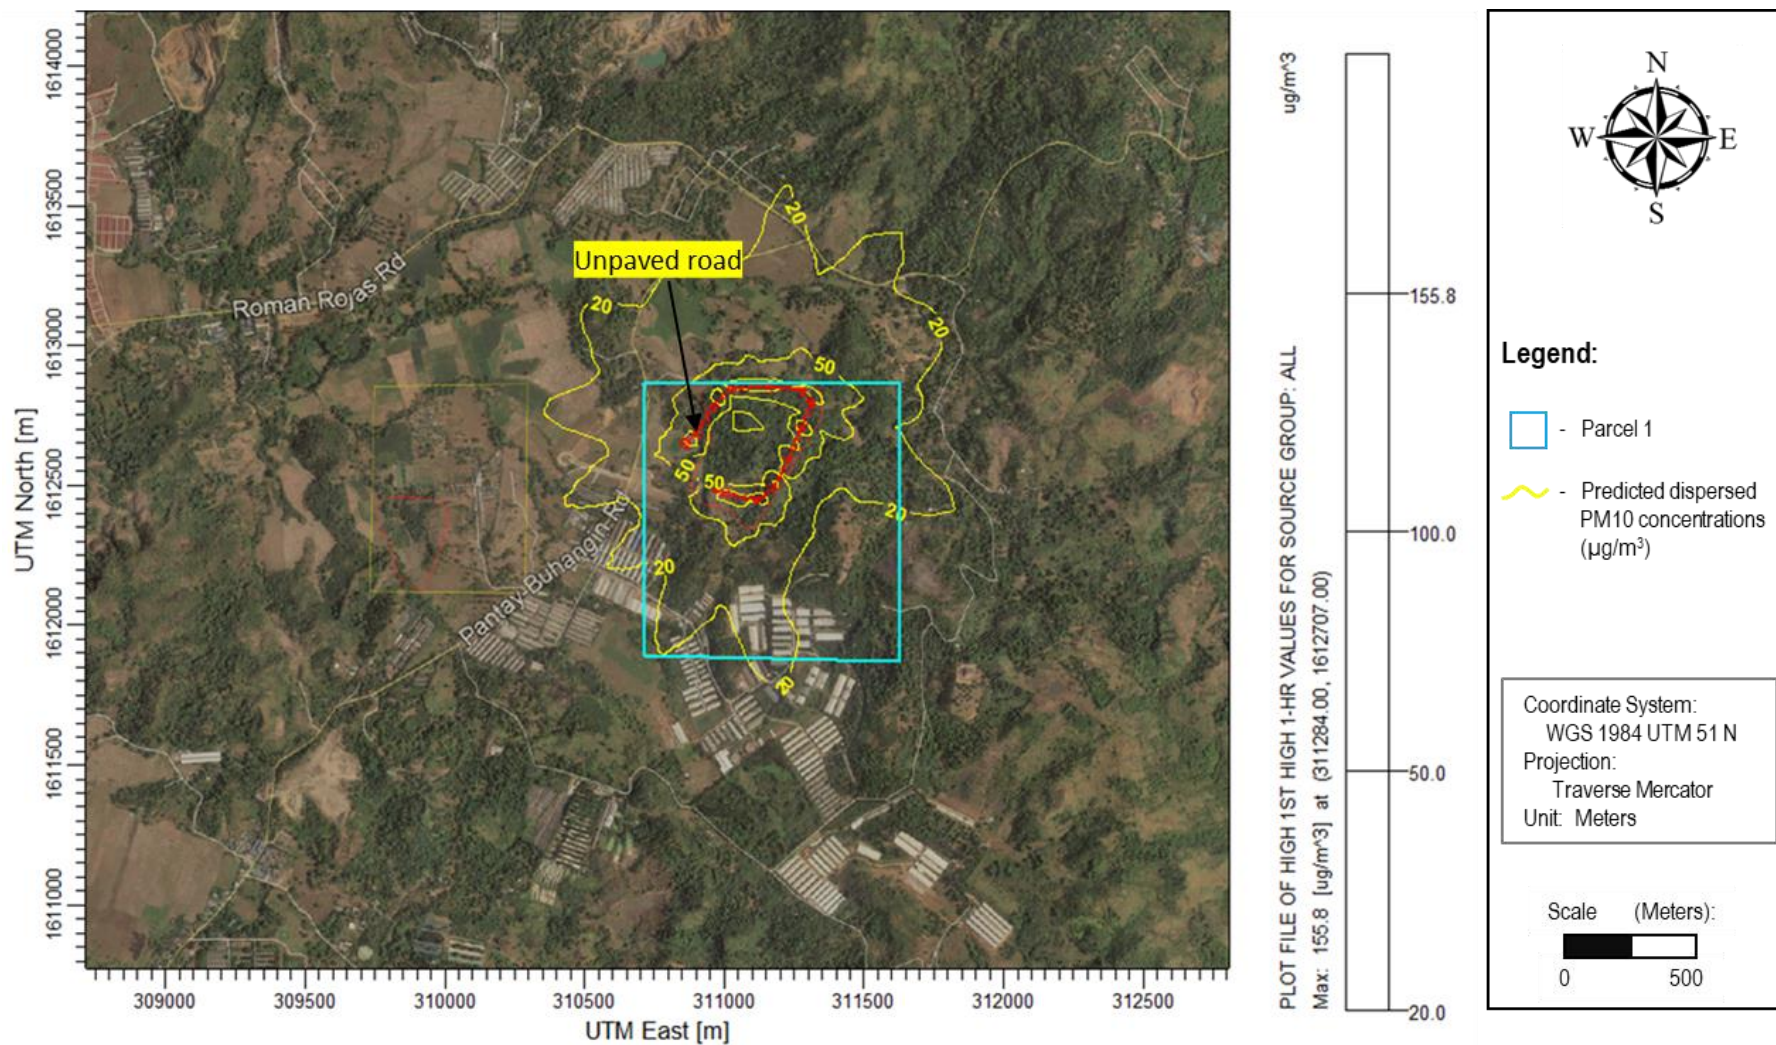 UTM North [m]
1614000
1613500
1613000
1612500
1612000
1611500
1611000
309000
309500
310000
310500
311000
311500
312000
312500
UTM East [m]
Roman Rojas Rd
Pantay-Buhangin-Rd
Unpaved road
20
20
20
50
50
50
20
20
20
PLOT FILE OF HIGH 1ST HIGH 1-HR VALUES FOR SOURCE GROUP: ALL
Max: 155.8 [ug/m^3] at (311284.00, 1612707.00)
ug/m^3
155.8
100.0
50.0
20.0
N
W
E
S
Legend:
- Parcel 1
- Predicted dispersed
PM10 concentrations
(µg/m³)
Coordinate System:
WGS 1984 UTM 51 N
Projection:
Traverse Mercator
Unit: Meters
Scale (Meters):
0 500